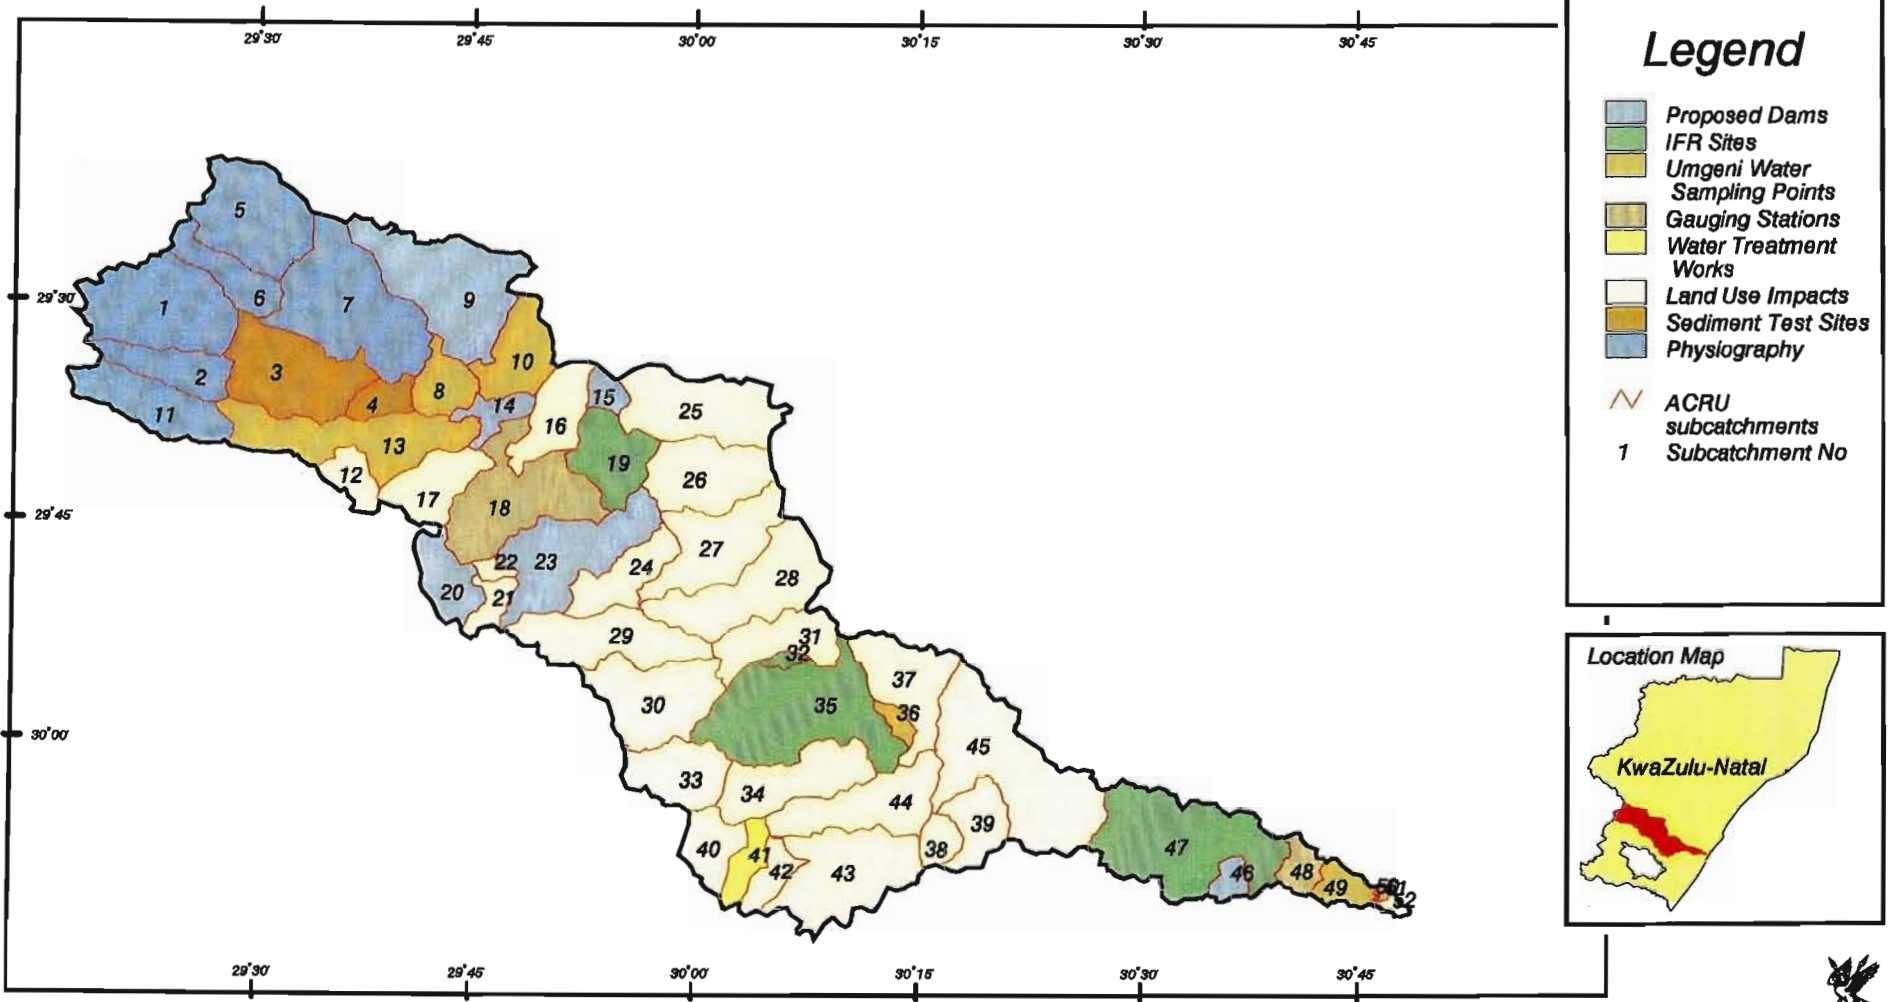 29°30' 29°45' 30°00' 30°15' 30°30' 30°45'
Legend
Proposed Dams
IFR Sites
Umgeni Water
Sampling Points
Gauging Stations
Water Treatment
Works
Land Use Impacts
Sediment Test Sites
Physiography
ACRU
subcatchments
1 Subcatchment No
5
29°30' 1 6 7 9
2 3 4 8 10
11 14 15
13 16 25
12 17 18 19 26
29°45'
22 23 24 27
20 21 28
29 31
32
30 35 37
36
30°00' 45
33 34 44
40 41 42 43 38 39
47 46 48 49
52
Location Map
KwaZulu-Natal
29°30' 29°45' 30°00' 30°15' 30°30' 30°45'